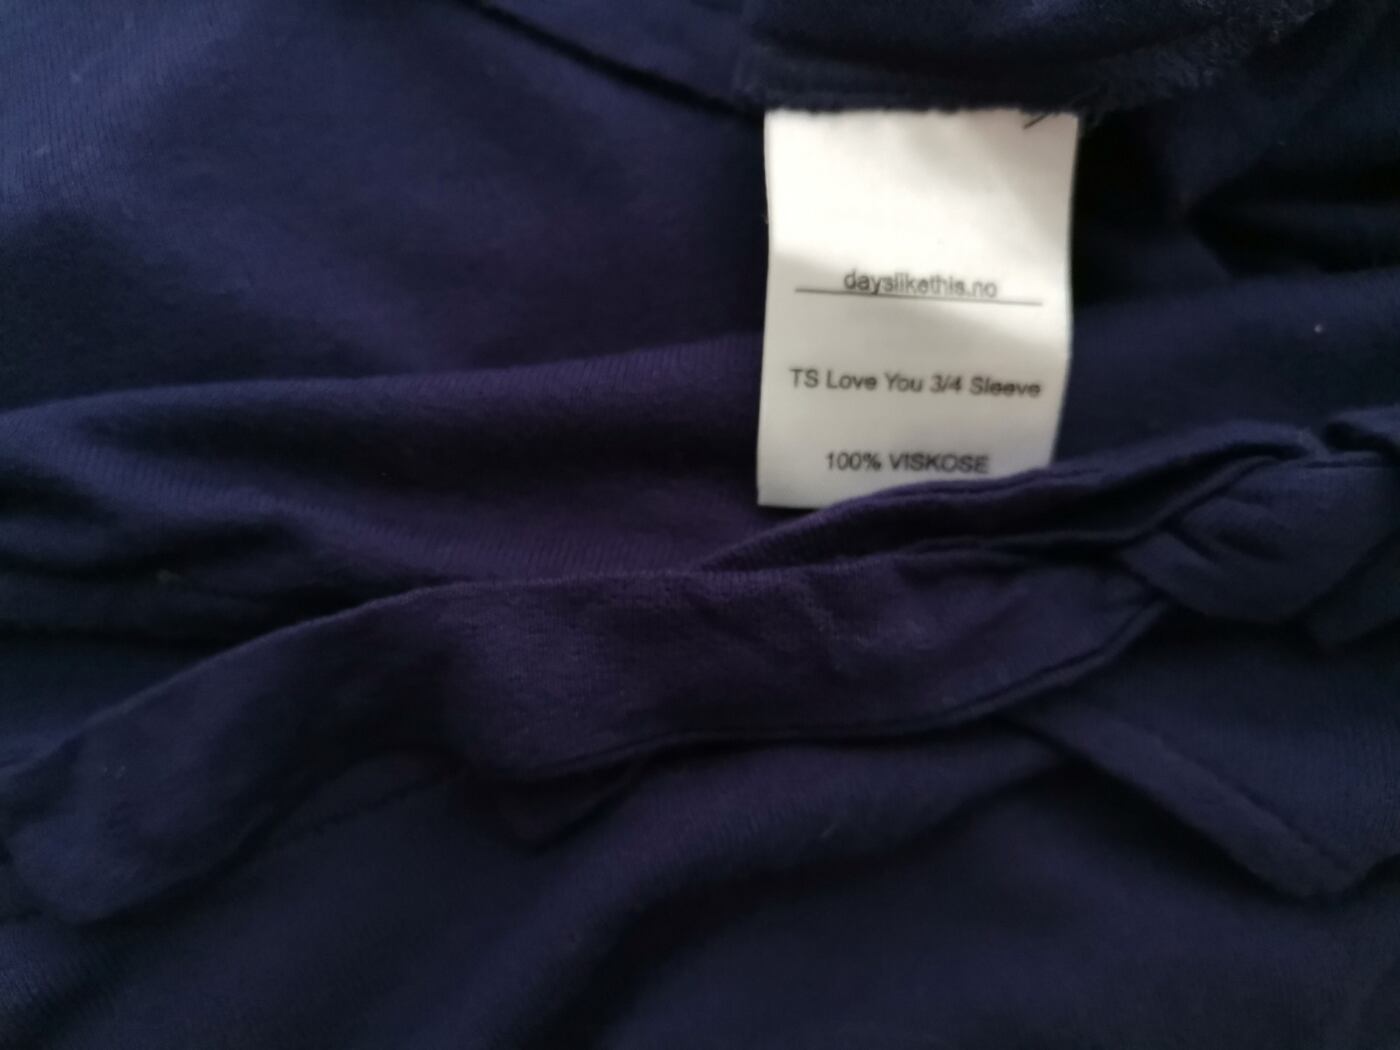 dayslikethis.no
TS Love You 3/4 Sleeve
100% VISKOSE